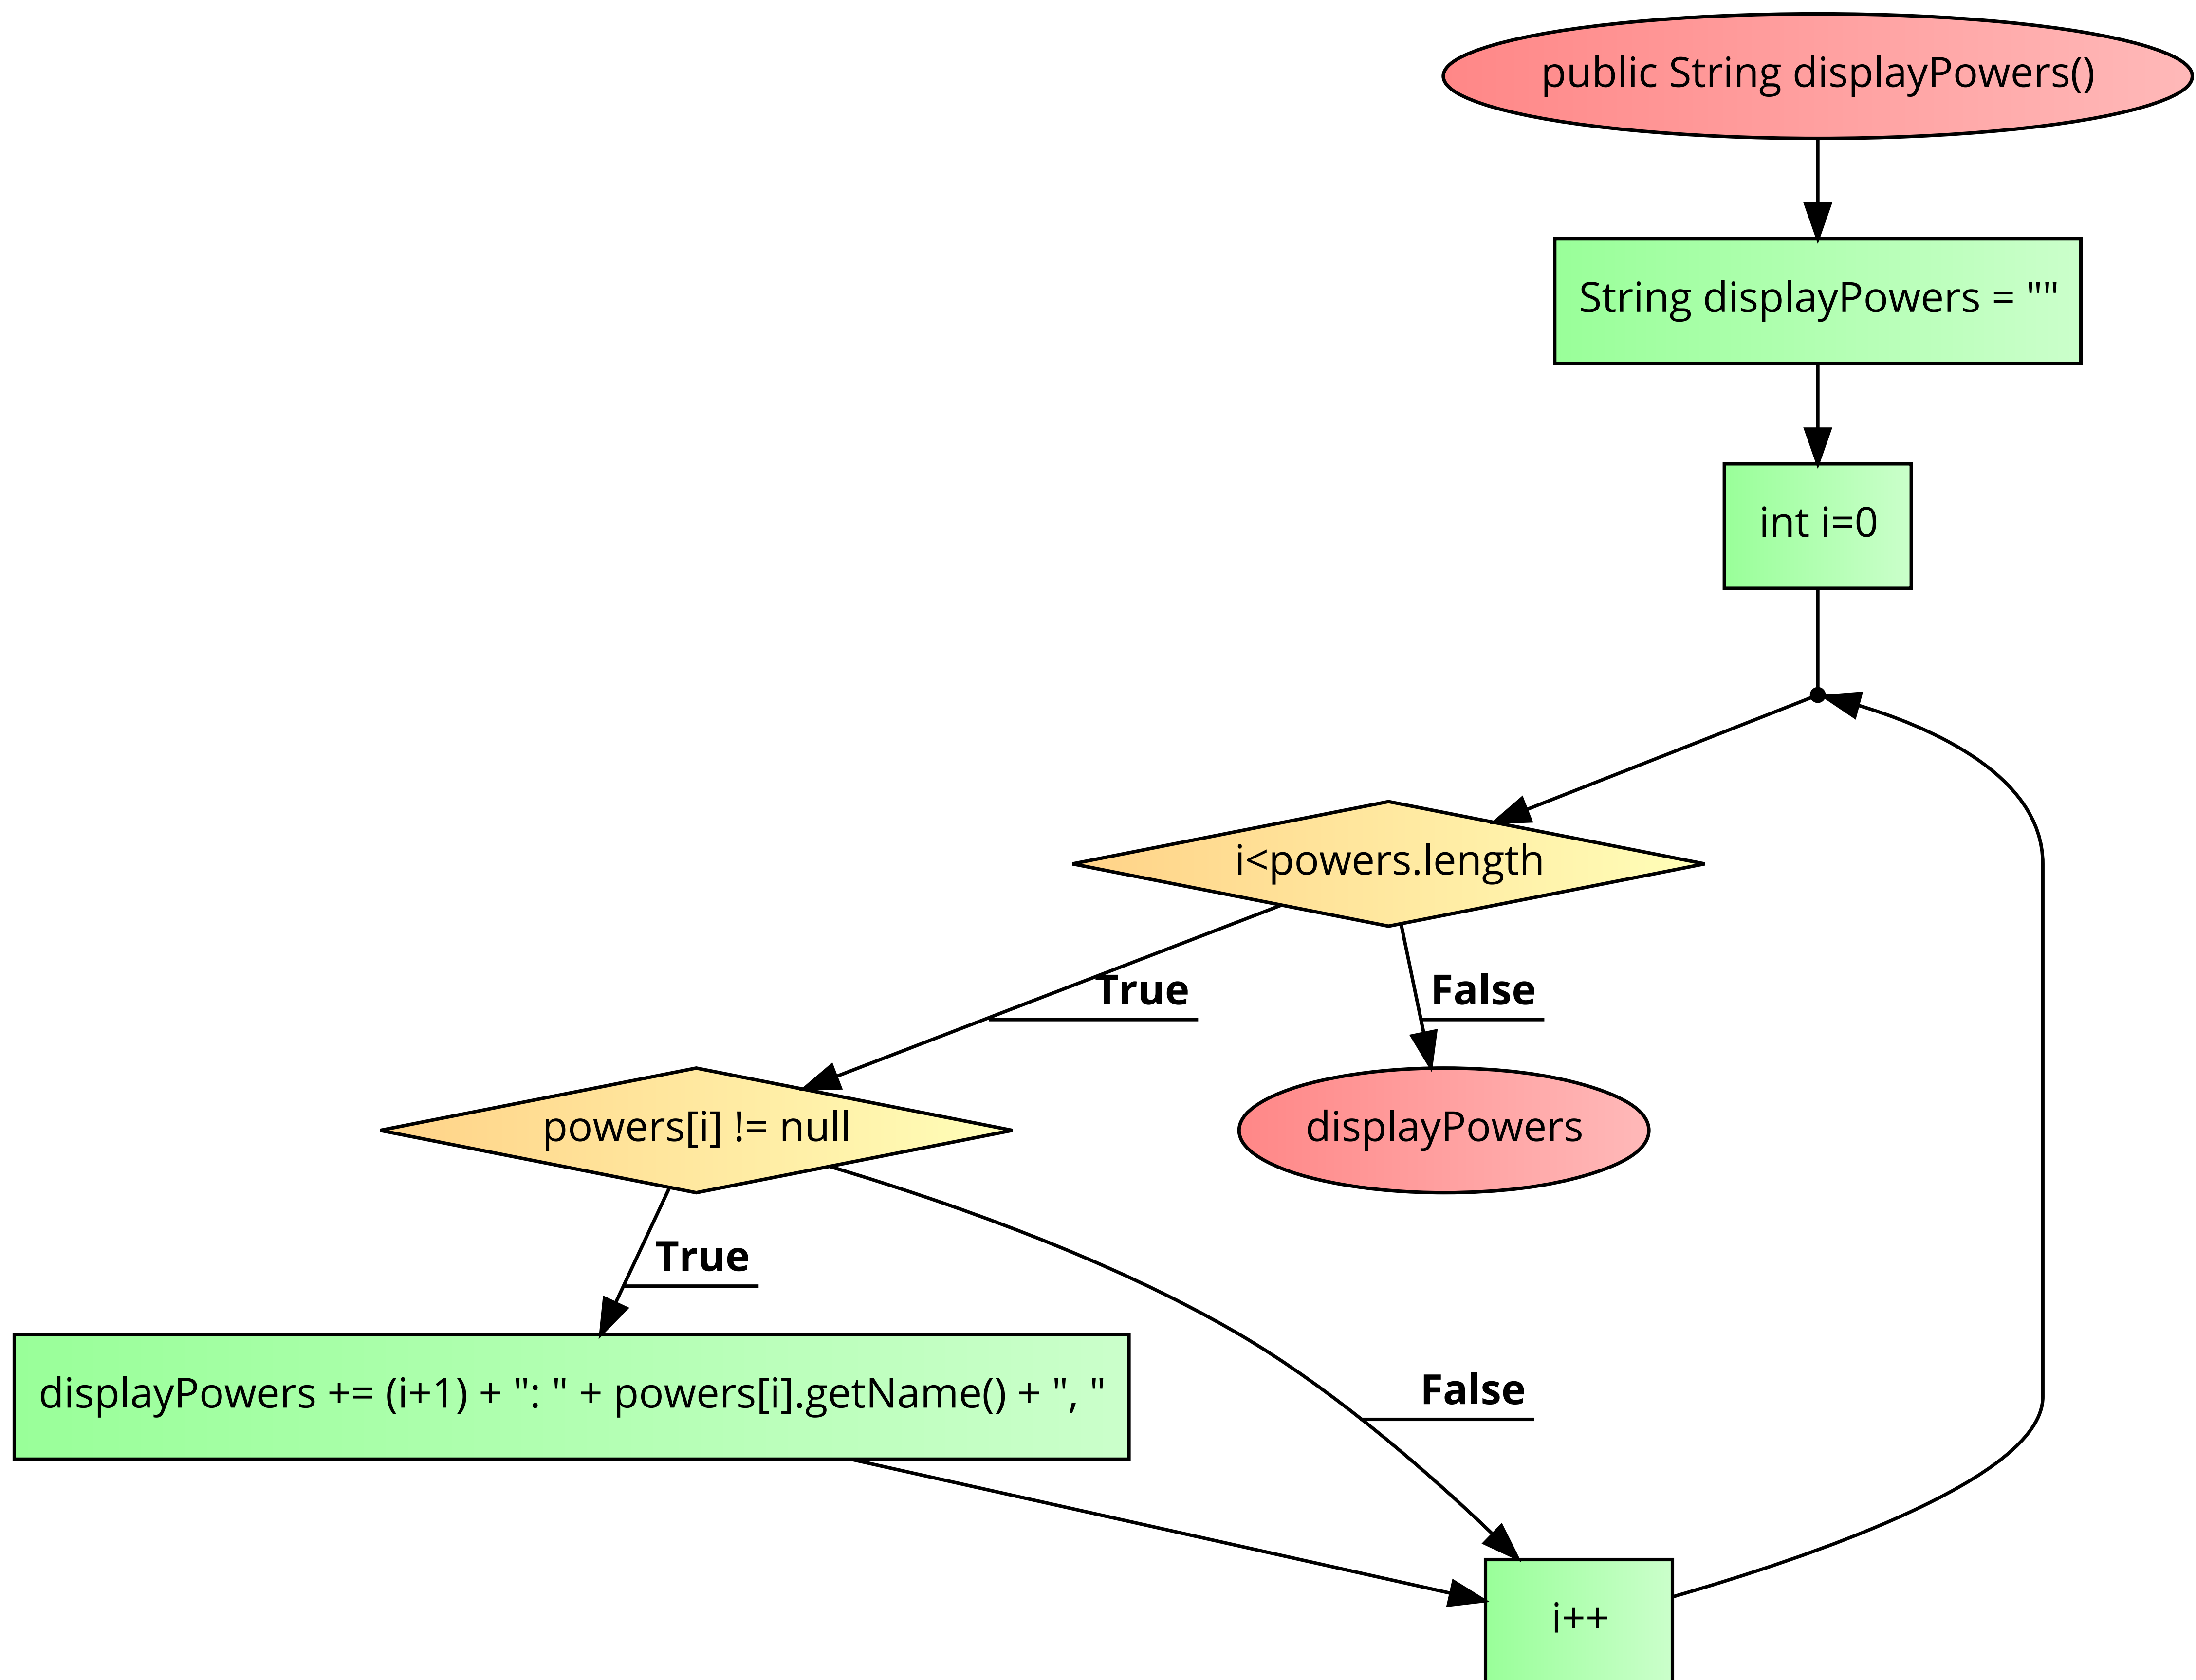 public String displayPowers()
String displayPowers = ""
int i=0
i<powers.length
True
False
powers[i] != null
displayPowers
True
displayPowers += (i+1) + ": " + powers[i].getName() + ", "
False
i++